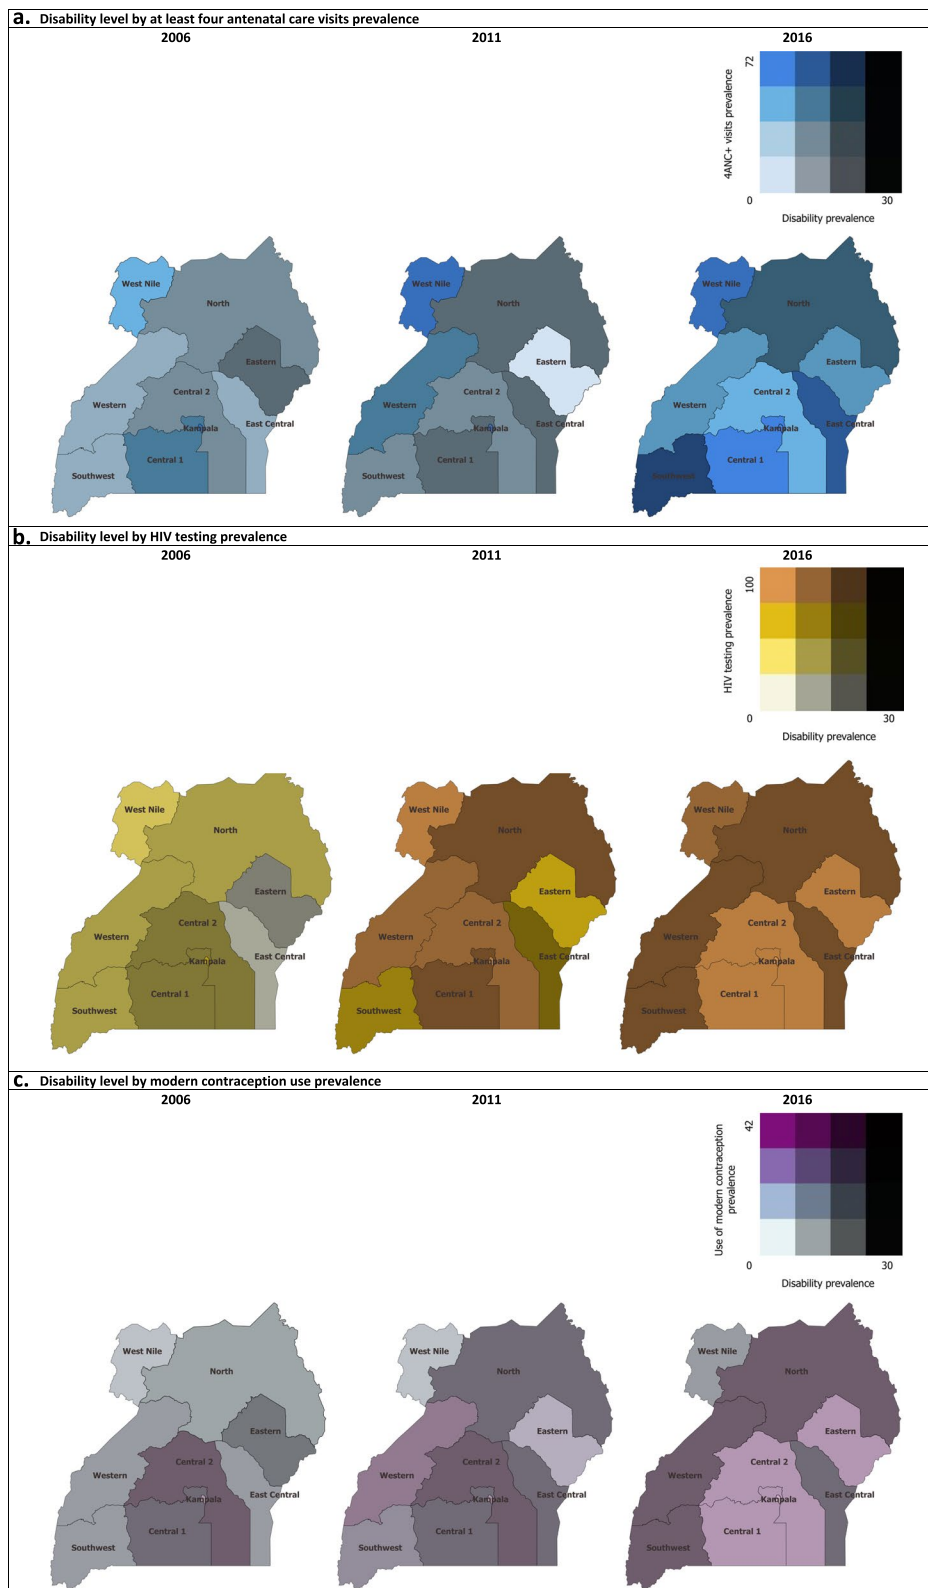 a. Disability level by at least four antenatal care visits prevalence
2006 2011 2016
72
4ANC+ visits prevalence
0 30
Disability prevalence
West Nile
North
Eastern
Central 2
Western
Kampala
East Central
Central 1
Southwest
West Nile
North
Eastern
Central 2
Western
Kampala
East Central
Central 1
Southwest
West Nile
North
Eastern
Central 2
Western
Kampala
East Central
Central 1
Southwest
b. Disability level by HIV testing prevalence
2006 2011 2016
100
HIV testing prevalence
0 30
Disability prevalence
West Nile
North
Eastern
Central 2
Western
Kampala
East Central
Central 1
Southwest
West Nile
North
Eastern
Central 2
Western
Kampala
East Central
Central 1
Southwest
West Nile
North
Eastern
Central 2
Western
Kampala
East Central
Central 1
Southwest
c. Disability level by modern contraception use prevalence
2006 2011 2016
42
Use of modern contraception
prevalence
0 30
Disability prevalence
West Nile
North
Eastern
Central 2
Western
Kampala
East Central
Central 1
Southwest
West Nile
North
Eastern
Central 2
Western
Kampala
East Central
Central 1
Southwest
West Nile
North
Eastern
Central 2
Western
Kampala
East Central
Central 1
Southwest